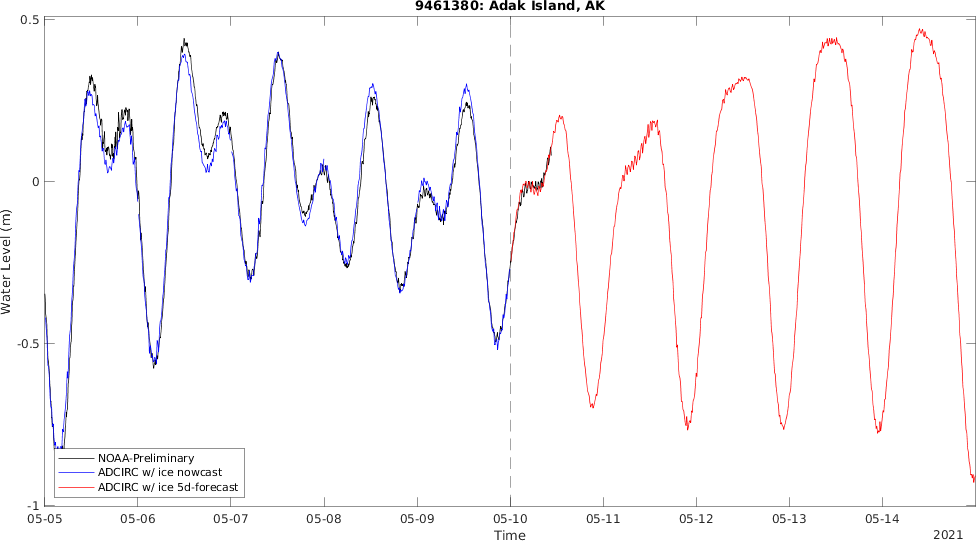 9461380: Adak Island, AK
0.5
0
-0.5
-1
Water Level (m)
NOAA-Preliminary
ADCIRC w/ ice nowcast
ADCIRC w/ ice 5d-forecast
05-05 05-06 05-07 05-08 05-09 05-10 05-11 05-12 05-13 05-14
Time
2021